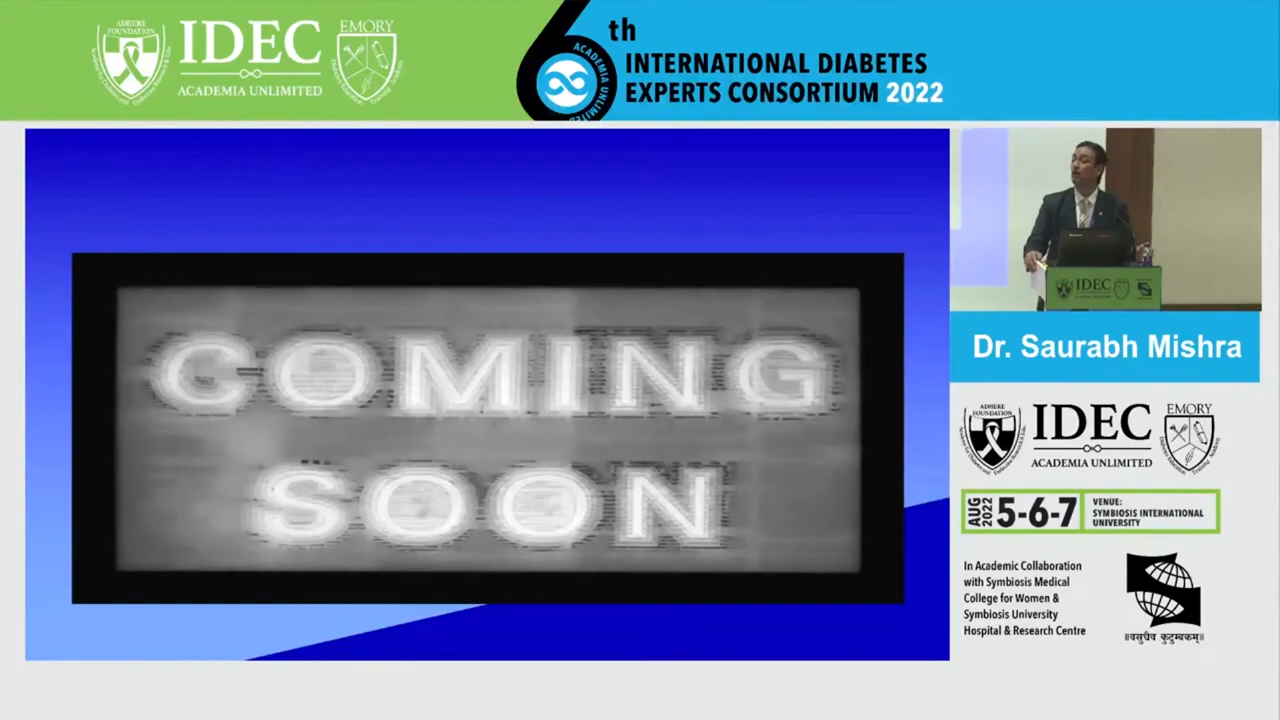 ADHERE
FOUNDATION
IDEC
ACADEMIA UNLIMITED
EMORY
6th
ACADEMIA UNLIMITED
INTERNATIONAL DIABETES
EXPERTS CONSORTIUM 2022
COMING
SOON
IDEC
Dr. Saurabh Mishra
ADHERE
FOUNDATION
IDEC
ACADEMIA UNLIMITED
EMORY
AUG
2022
5-6-7
VENUE:
SYMBIOSIS INTERNATIONAL
UNIVERSITY
In Academic Collaboration
with Symbiosis Medical
College for Women &
Symbiosis University
Hospital & Research Centre
॥वसुधैव कुटुम्बकम्॥